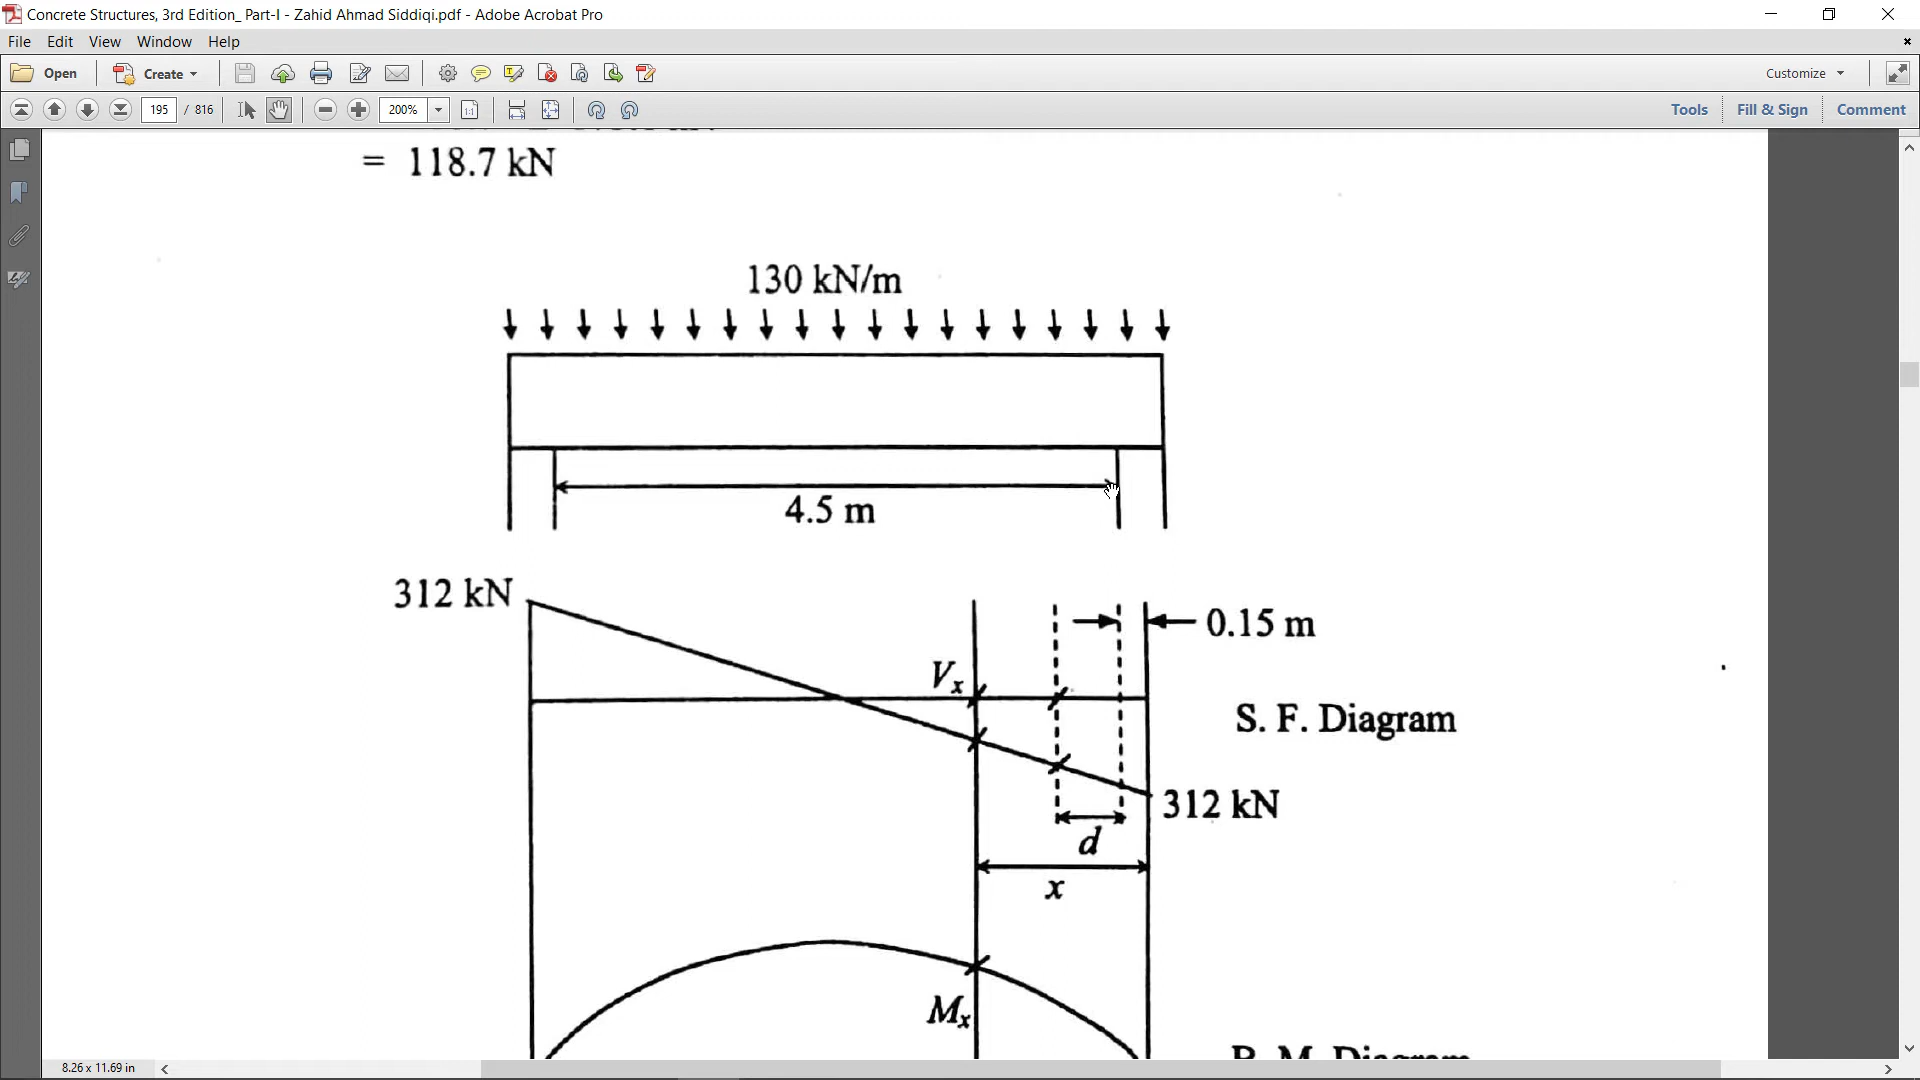 Concrete Structures, 3rd Edition_ Part-I - Zahid Ahmad Siddiqi.pdf - Adobe Acrobat Pro
File Edit View Window Help
Open Create Customize
195 / 816 200% Tools Fill & Sign Comment
= 118.7 kN
130 kN/m
4.5 m
312 kN
0.15 m
Vx
S. F. Diagram
312 kN
d
x
Mx
8.26 x 11.69 in